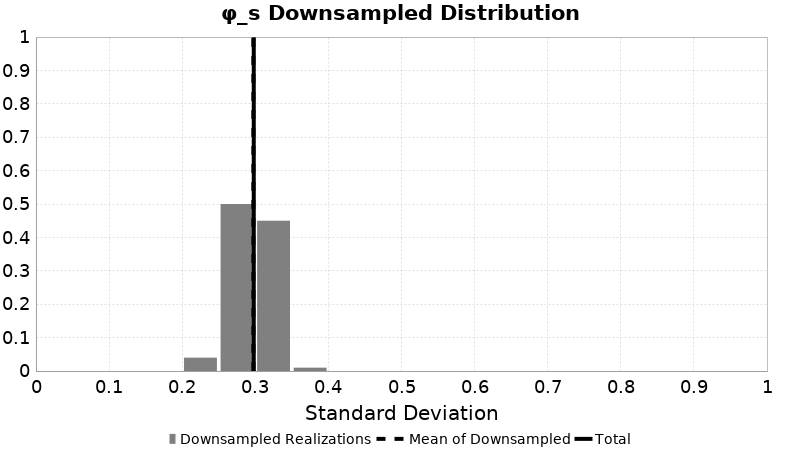 φ_s Downsampled Distribution
1
0.9
0.8
0.7
0.6
0.5
0.4
0.3
0.2
0.1
0
0 0.1 0.2 0.3 0.4 0.5 0.6 0.7 0.8 0.9 1
Standard Deviation
Downsampled Realizations Mean of Downsampled Total